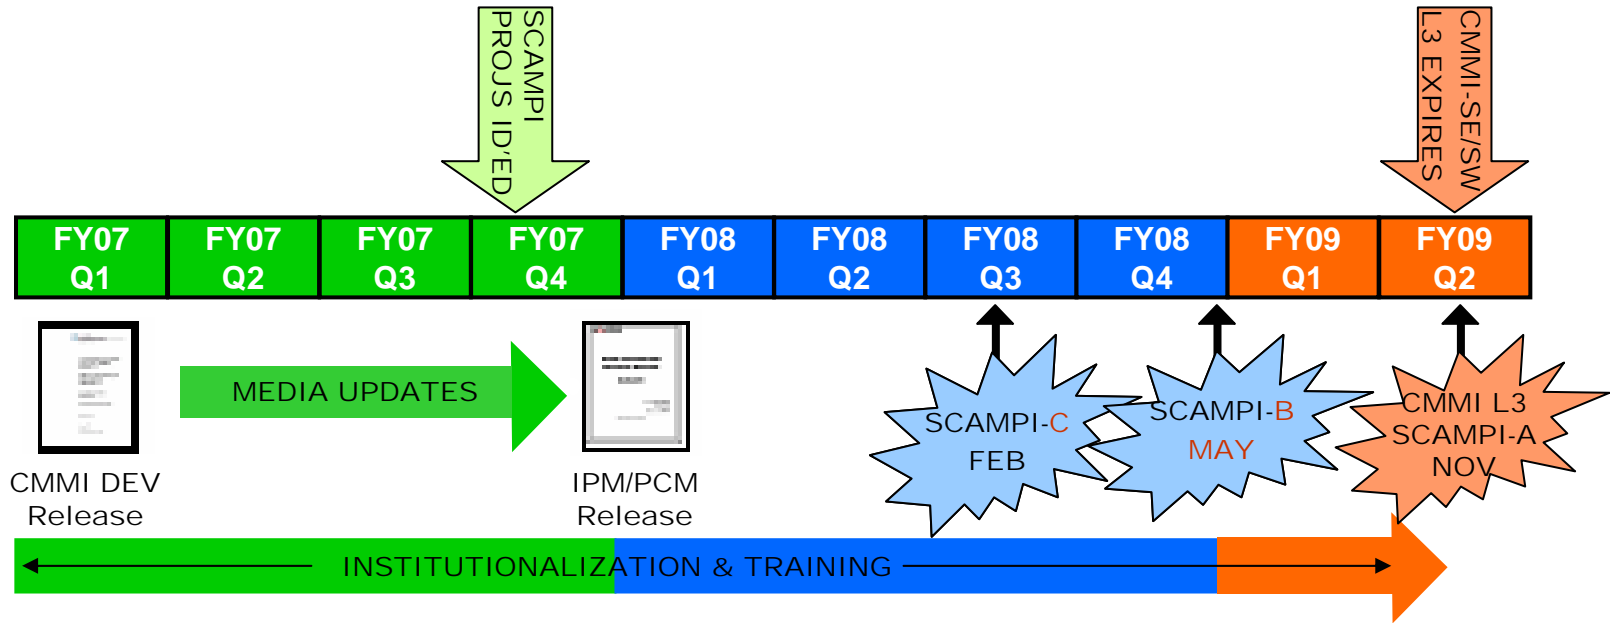 SCAMPI
PROJS ID'ED
CMMI-SE/SW
L3 EXPIRES
FY07 Q1
FY07 Q2
FY07 Q3
FY07 Q4
FY08 Q1
FY08 Q2
FY08 Q3
FY08 Q4
FY09 Q1
FY09 Q2
MEDIA UPDATES
CMMI DEV
Release
IPM/PCM
Release
SCAMPI-C
FEB
SCAMPI-B
MAY
CMMI L3
SCAMPI-A
NOV
INSTITUTIONALIZATION & TRAINING